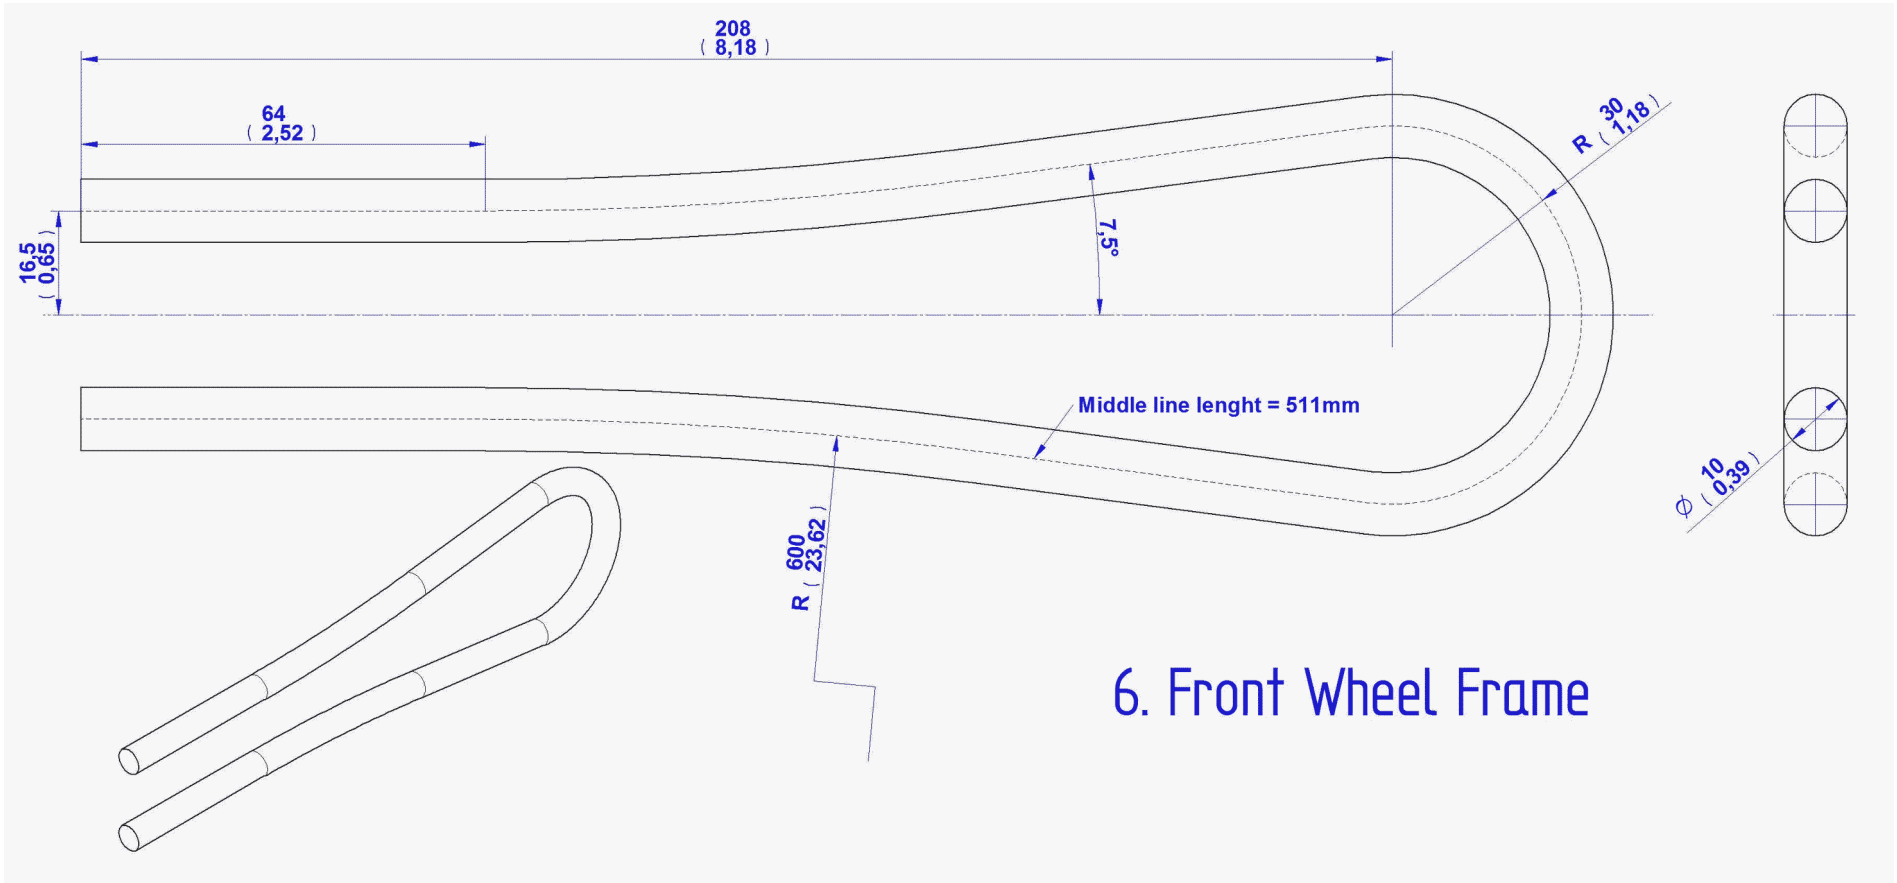 208
( 8,18 )
64
( 2,52 )
30
R ( 1,18 )
16,5
( 0,65 )
7,5°
Middle line lenght = 511mm
600
R ( 23,62 )
10
Ø ( 0,39 )
6. Front Wheel Frame